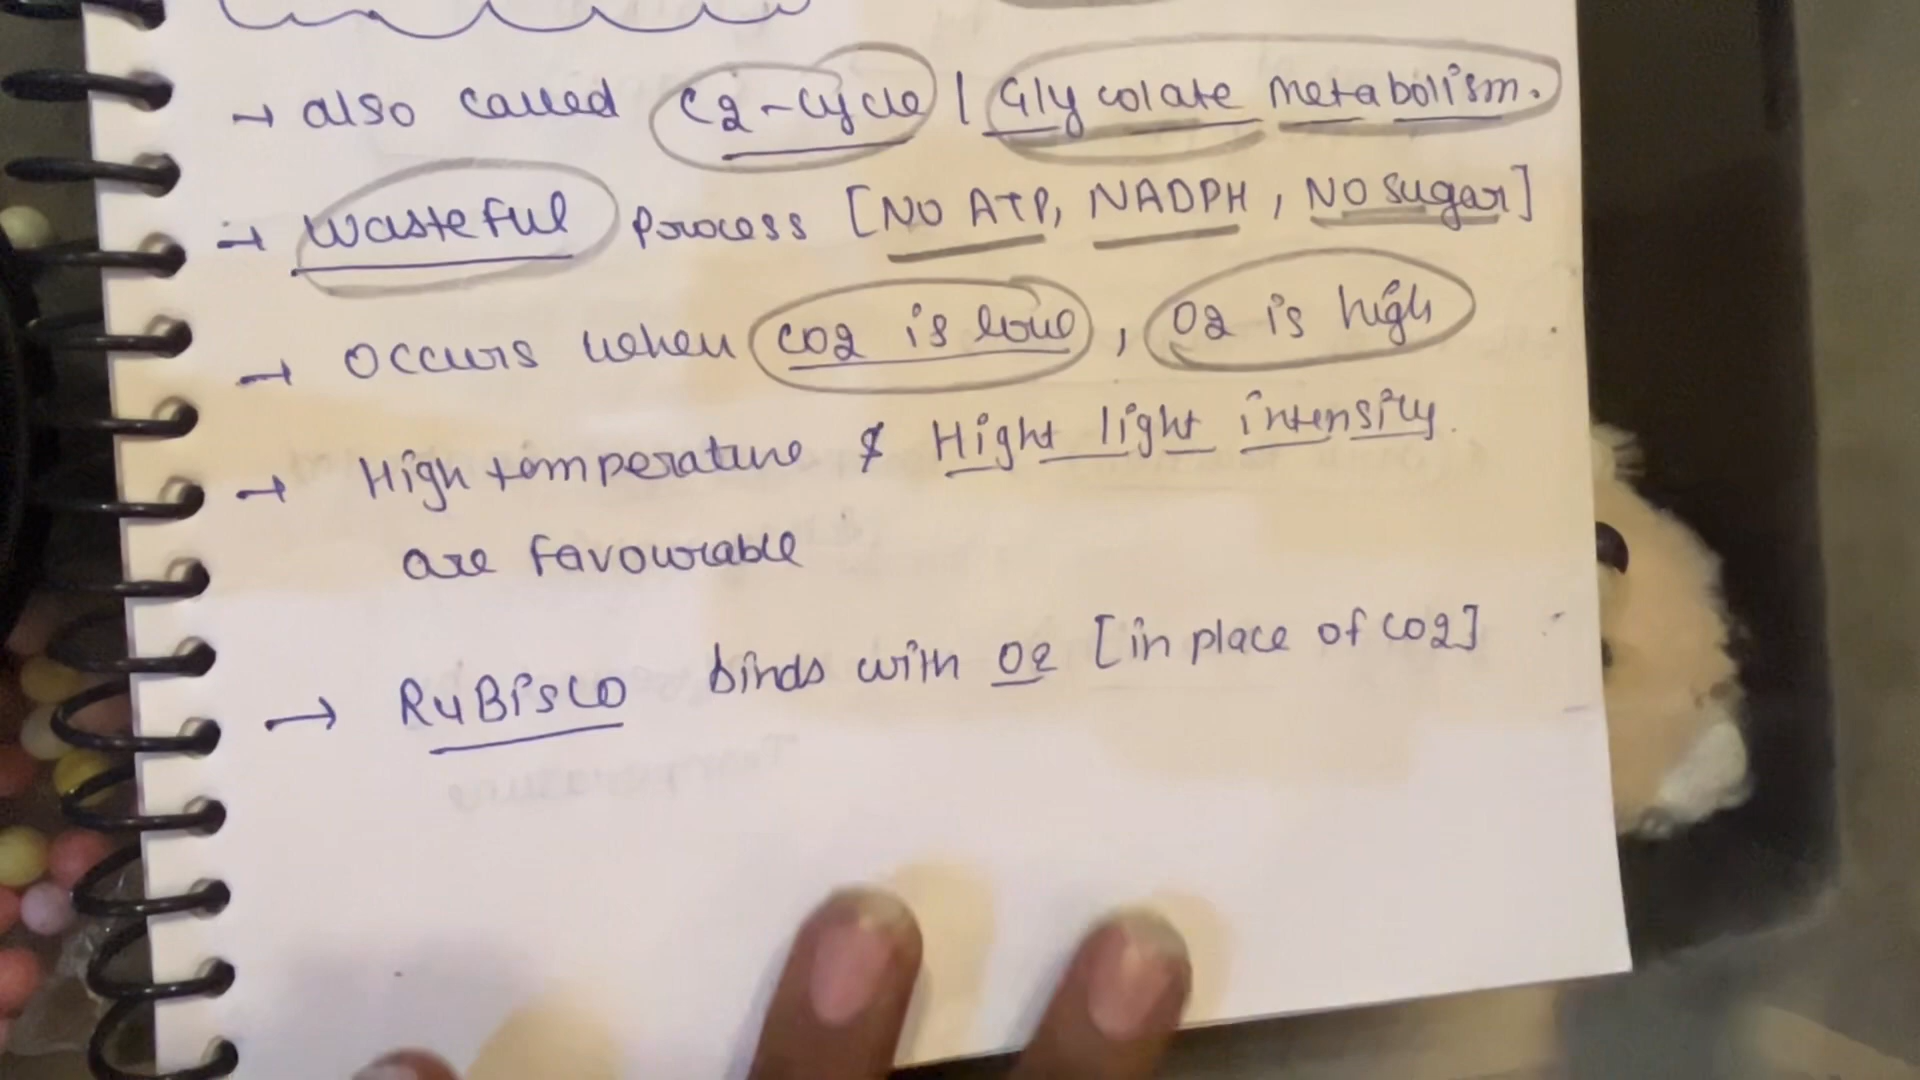 → also called C2-cycle / Glycolate Metabolism.
→ Wasteful process [NO ATP, NADPH, NO sugar]
→ Occurs when CO2 is low, O2 is high
→ High temperature & Hight light intensity.
are favourable
→ RuBisCO binds with O2 [in place of CO2]